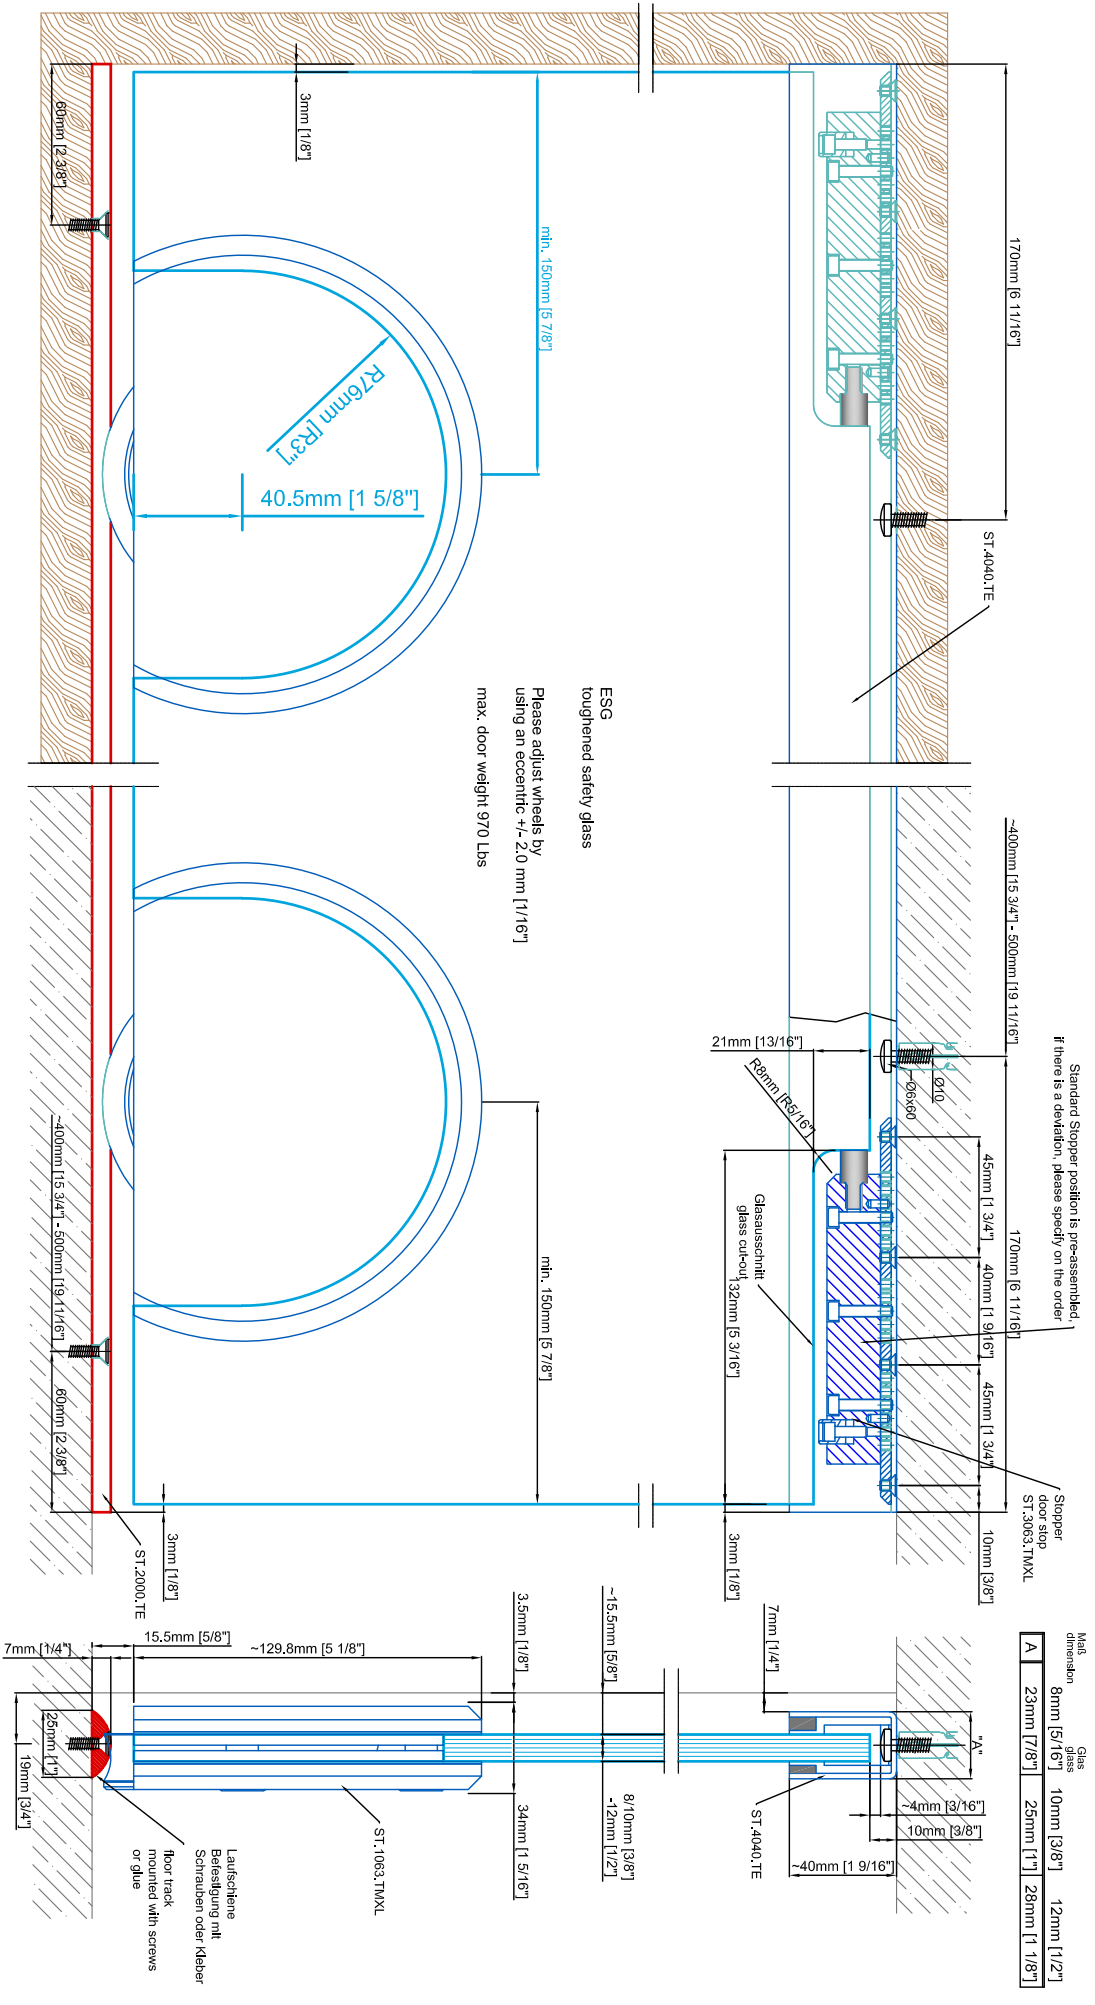 170mm [6 11/16"]
ST.4040.TE
~400mm [15 3/4"] - 500mm [19 11/16"]
Standard Stopper position is pre-assembled,
if there is a deviation, please specify on the order
Ø10
Ø6x60
45mm [1 3/4"]
40mm [1 9/16"]
45mm [1 3/4"]
170mm [6 11/16"]
10mm [3/8"]
Stopper
door stop
ST.3063.TMXL
21mm [13/16"]
R8mm [R5/16"]
Glasausschnitt
glass cut-out
132mm [5 3/16"]
3mm [1/8"]
60mm [2 3/8"]
3mm [1/8"]
min. 150mm [5 7/8"]
R76mm [R3"]
40.5mm [1 5/8"]
ESG
toughened safety glass
Please adjust wheels by
using an eccentric +/- 2.0 mm [1/16"]
max. door weight 970 Lbs
min. 150mm [5 7/8"]
~400mm [15 3/4"] - 500mm [19 11/16"]
60mm [2 3/8"]
3mm [1/8"]
ST.2000.TE
Maß
dimension
Glas
glass
8mm [5/16"]
10mm [3/8"]
12mm [1/2"]
A
23mm [7/8"]
25mm [1"]
28mm [1 1/8"]
7mm [1/4"]
"A"
~4mm [3/16"]
10mm [3/8"]
~40mm [1 9/16"]
ST.4040.TE
~15.5mm [5/8"]
8/10mm [3/8"]
-12mm [1/2"]
3.5mm [1/8"]
34mm [1 5/16"]
~129.8mm [5 1/8"]
ST.1063.TMXL
15.5mm [5/8"]
7mm [1/4"]
25mm [1"]
19mm [3/4"]
Laufschiene
Befestigung mit
Schrauben oder Kleber
floor track
mounted with screws
or glue